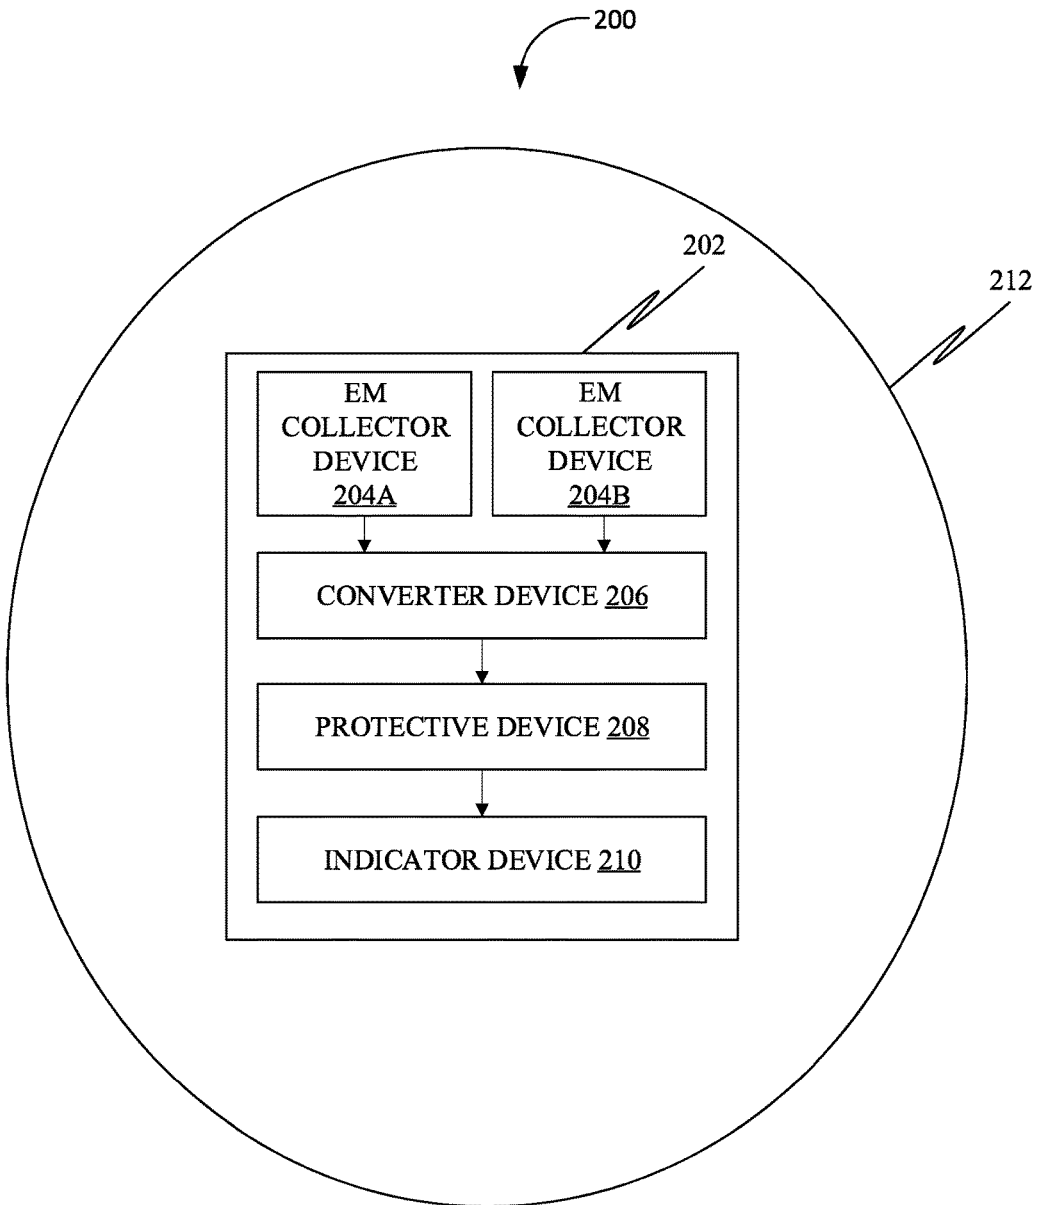 200
202
212
EM
COLLECTOR
DEVICE
204A
EM
COLLECTOR
DEVICE
204B
CONVERTER DEVICE 206
PROTECTIVE DEVICE 208
INDICATOR DEVICE 210